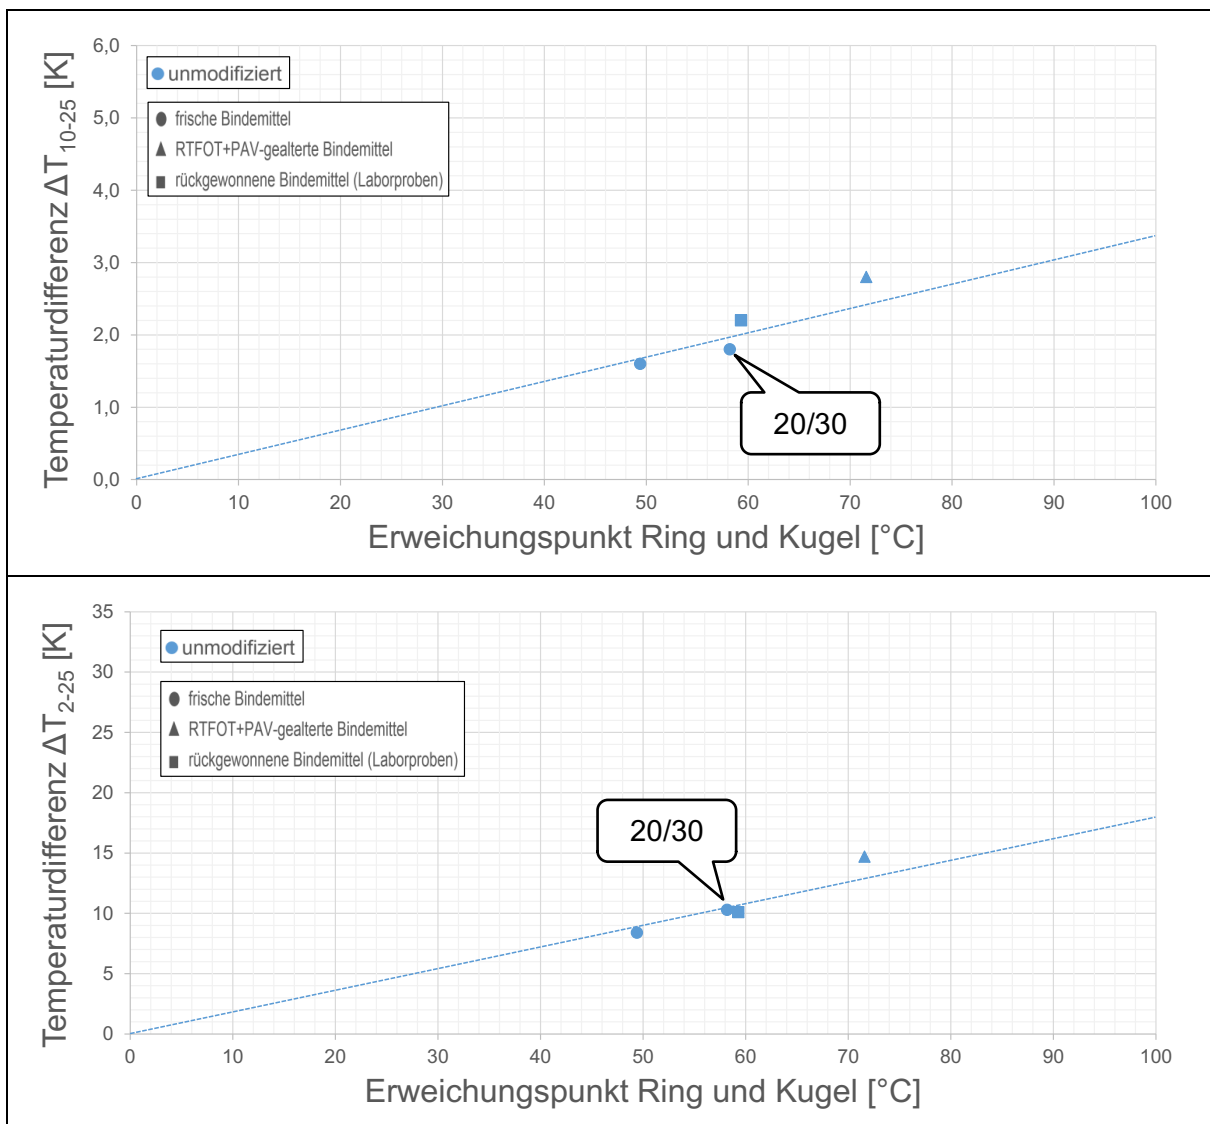 Temperaturdifferenz ΔT10-25 [K]
6,0
5,0
4,0
3,0
2,0
1,0
0,0
unmodifiziert
frische Bindemittel
RTFOT+PAV-gealterte Bindemittel
rückgewonnene Bindemittel (Laborproben)
20/30
0 10 20 30 40 50 60 70 80 90 100
Erweichungspunkt Ring und Kugel [°C]
Temperaturdifferenz ΔT2-25 [K]
35
30
25
20
15
10
5
0
unmodifiziert
frische Bindemittel
RTFOT+PAV-gealterte Bindemittel
rückgewonnene Bindemittel (Laborproben)
20/30
0 10 20 30 40 50 60 70 80 90 100
Erweichungspunkt Ring und Kugel [°C]